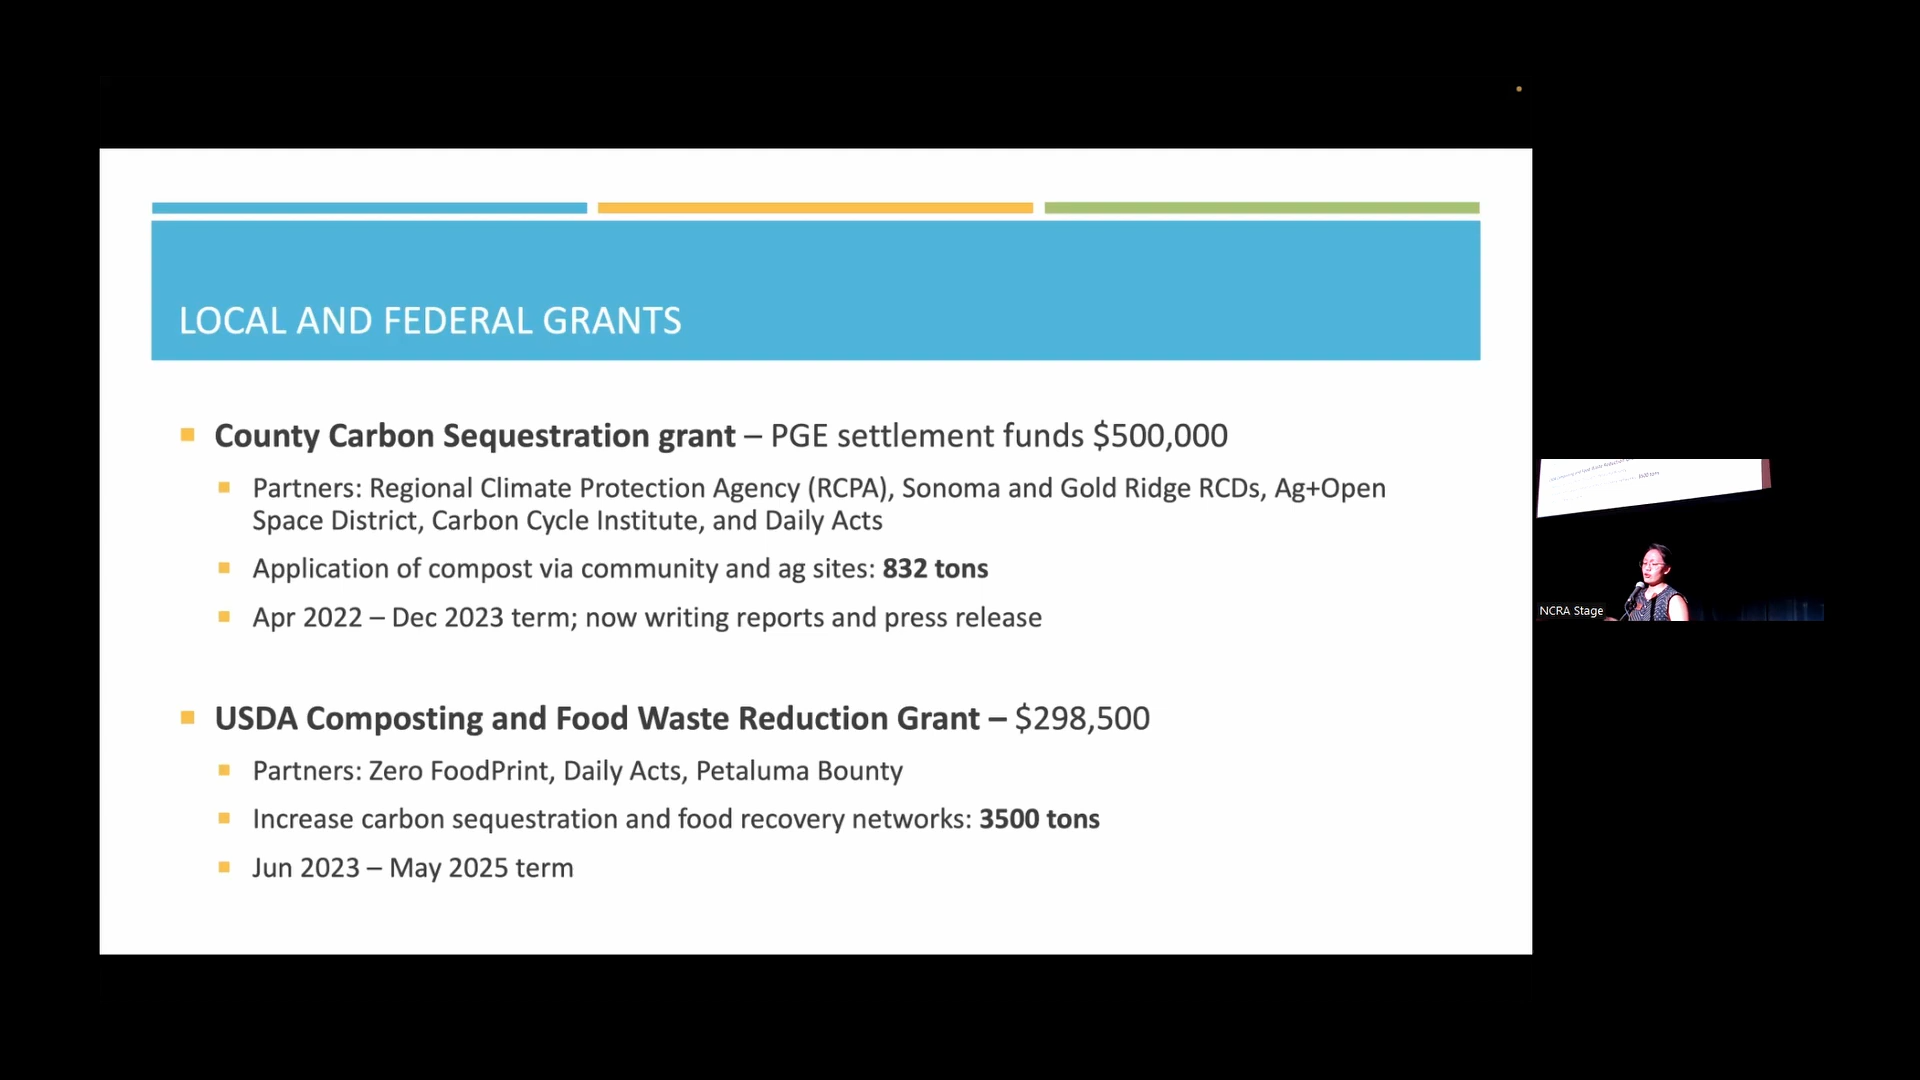 LOCAL AND FEDERAL GRANTS
County Carbon Sequestration grant – PGE settlement funds $500,000
Partners: Regional Climate Protection Agency (RCPA), Sonoma and Gold Ridge RCDs, Ag+Open
Space District, Carbon Cycle Institute, and Daily Acts
Application of compost via community and ag sites: 832 tons
Apr 2022 – Dec 2023 term; now writing reports and press release
USDA Composting and Food Waste Reduction Grant – $298,500
Partners: Zero FoodPrint, Daily Acts, Petaluma Bounty
Increase carbon sequestration and food recovery networks: 3500 tons
Jun 2023 – May 2025 term
NCRA Stage